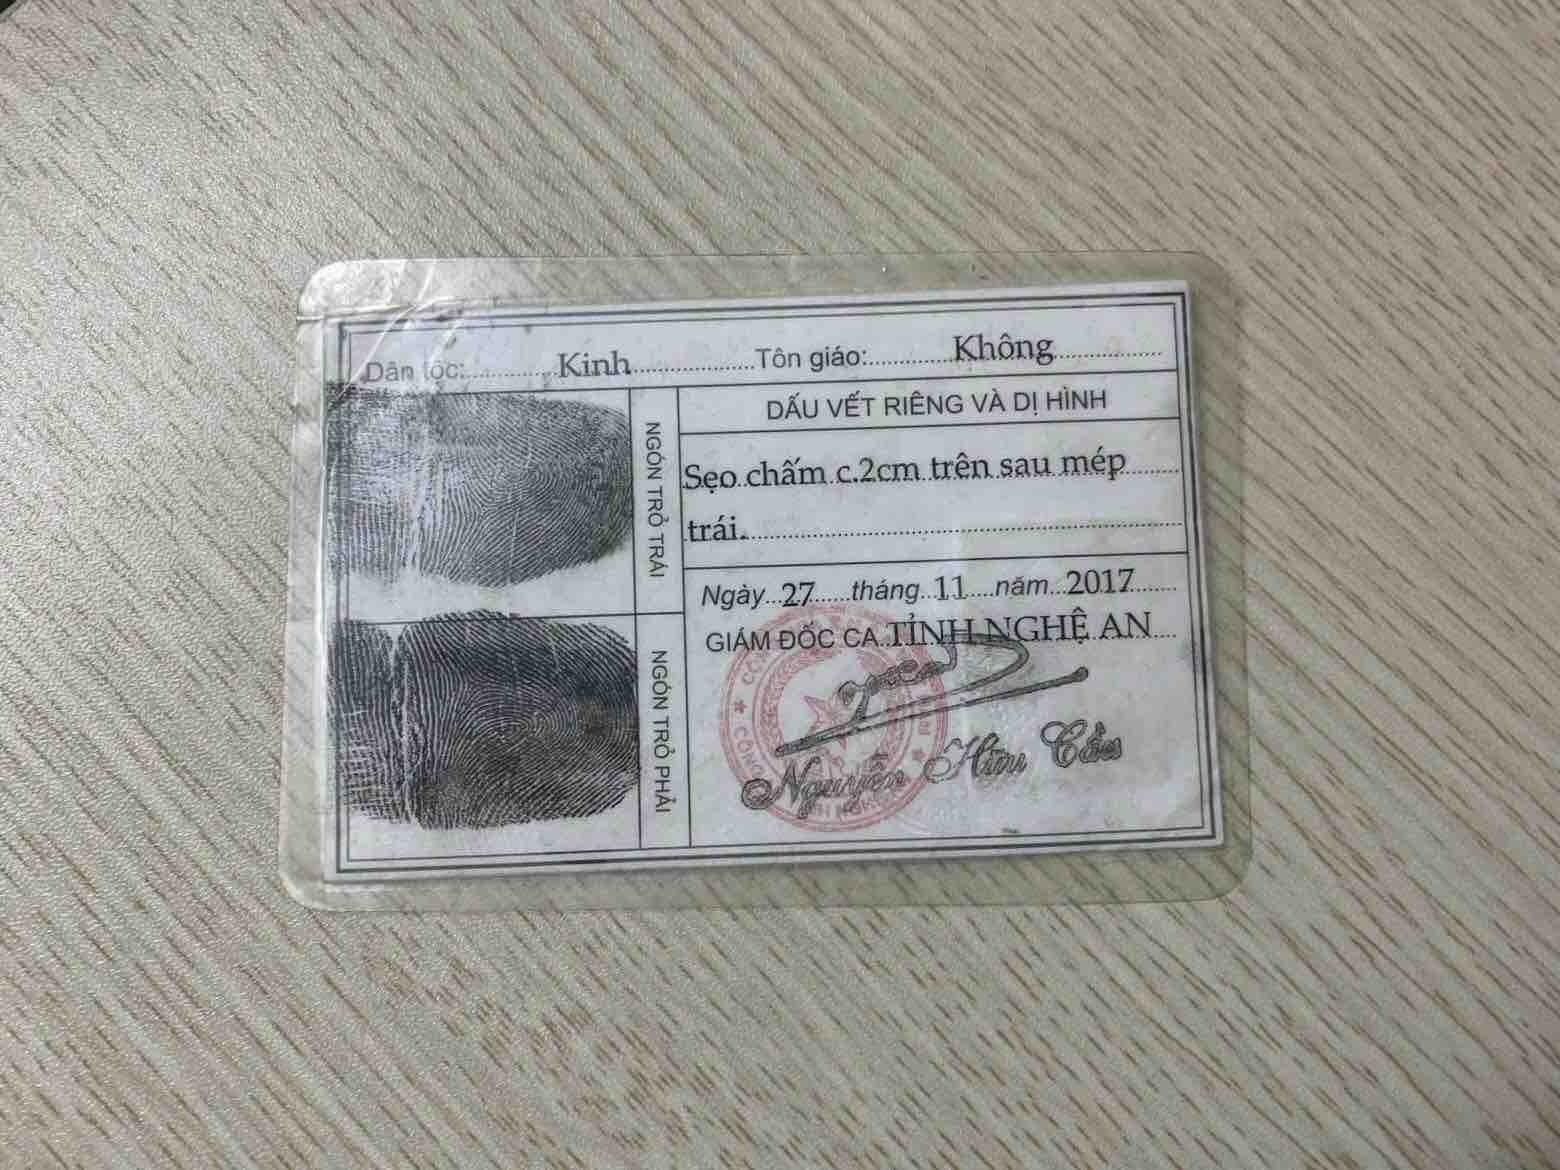 Dân tộc: Kinh Tôn giáo: Không
NGÓN TRỎ TRÁI
DẤU VẾT RIÊNG VÀ DỊ HÌNH
Sẹo chấm c.2cm trên sau mép
trái.
NGÓN TRỎ PHẢI
Ngày 27 tháng 11 năm 2017
GIÁM ĐỐC CA TỈNH NGHỆ AN
Nguyễn Hữu Cầu